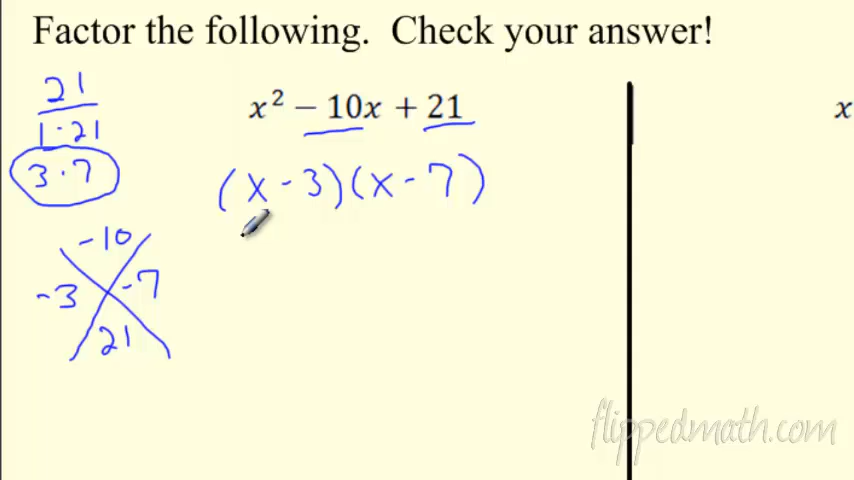 Factor the following. Check your answer!
21
1 · 21
3 · 7
x² − 10x + 21
x
(x - 3)(x - 7)
-10
-3 -7
21
flippedmath.com